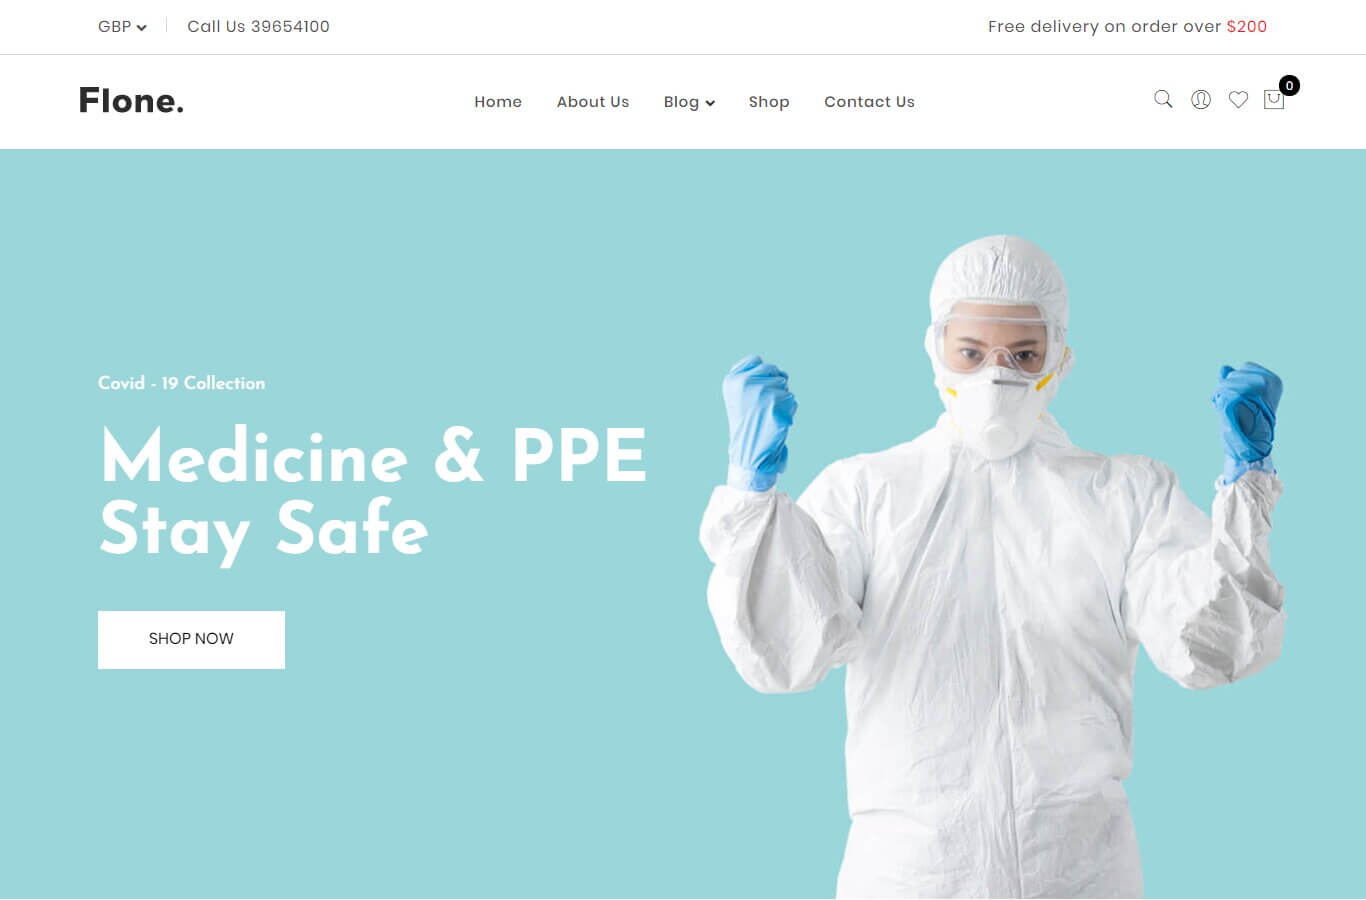 GBP
Call Us 39654100
Free delivery on order over $200
Flone.
Home
About Us
Blog
Shop
Contact Us
0
Covid - 19 Collection
Medicine & PPE
Stay Safe
SHOP NOW